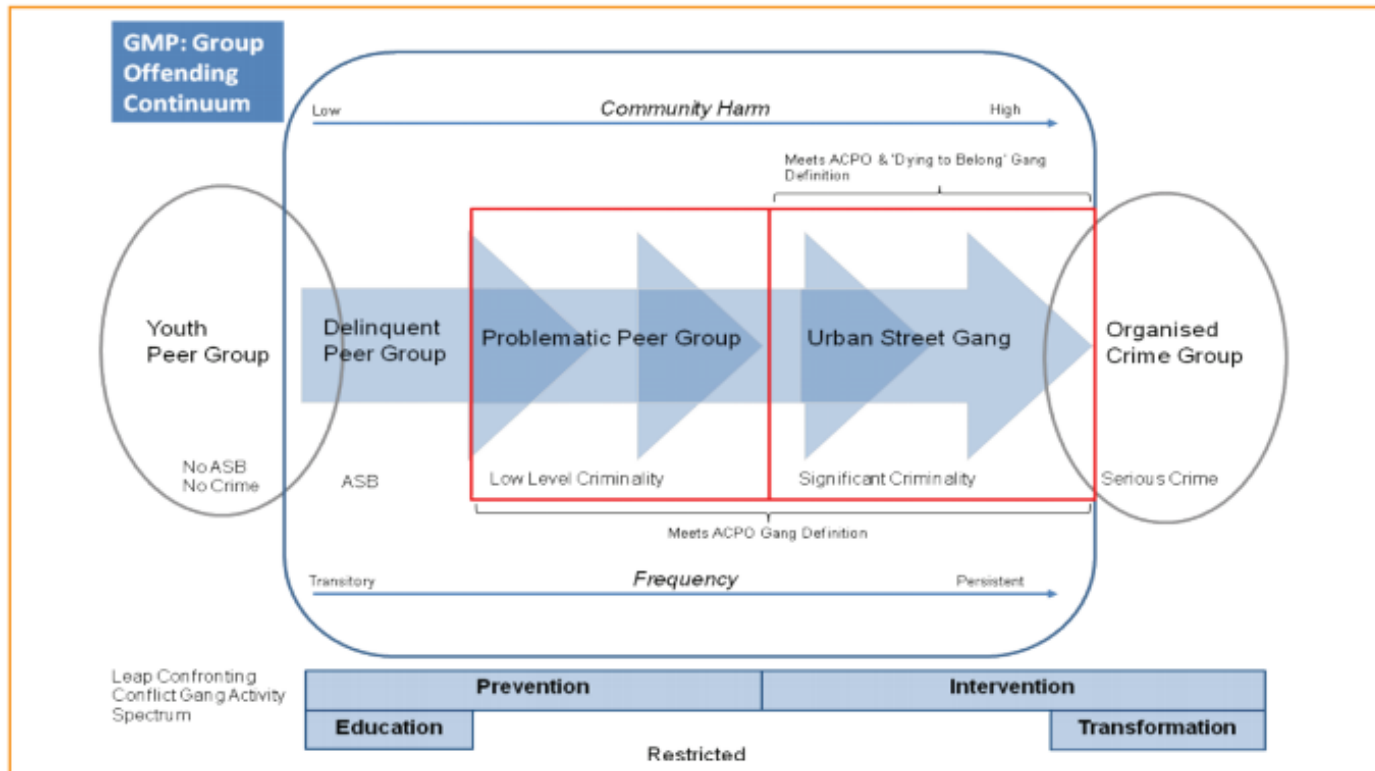 GMP: Group
Offending
Continuum
Low
Community Harm
High
Meets ACPO & 'Dying to Belong' Gang
Definition
Youth
Peer Group
Delinquent
Peer Group
Problematic Peer Group
Urban Street Gang
Organised
Crime Group
No ASB
No Crime
ASB
Low Level Criminality
Significant Criminality
Serious Crime
Meets ACPO Gang Definition
Transitory
Frequency
Persistent
Leap Confronting
Conflict Gang Activity
Spectrum
Prevention
Intervention
Education
Transformation
Restricted